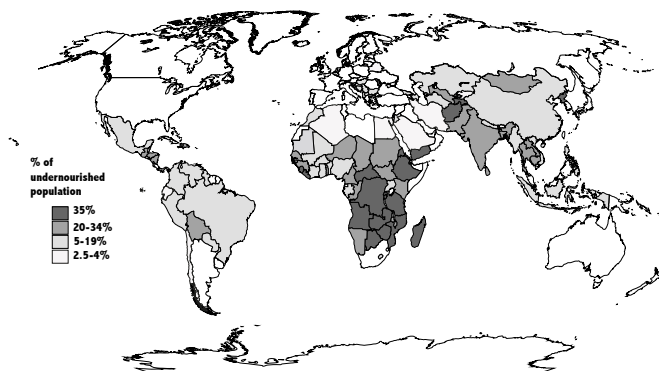 % of
undernourished
population
35%
20-34%
5-19%
2.5-4%